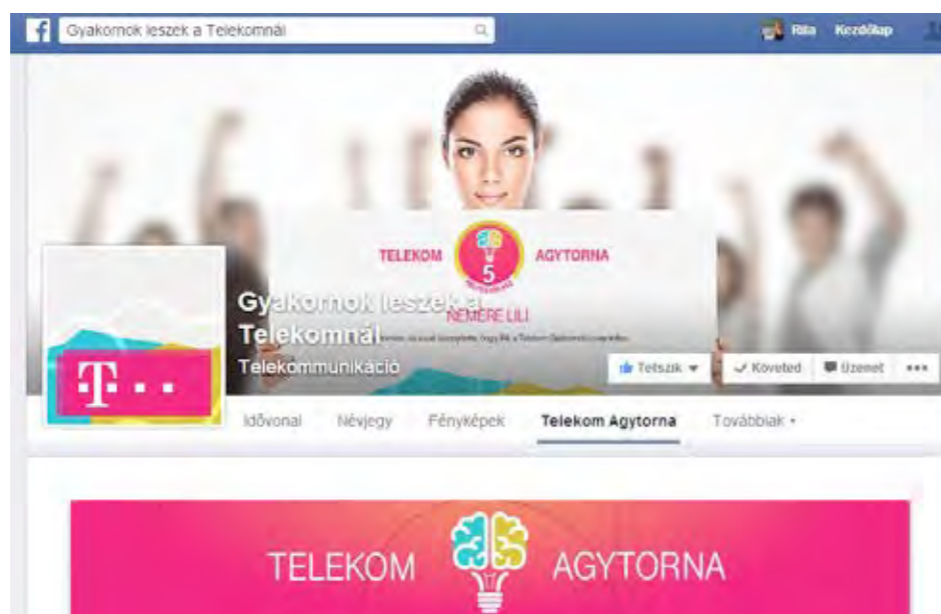 Gyakornok leszek a Telekomnál
Rita Kezdőlap
TELEKOM AGYTORNA
5
NEMERE LILI
Gyakornok leszek a
Telekomnál
Telekommunikáció
T
Tetszik
Követed
Üzenet
Idővonal Névjegy Fényképek Telekom Agytorna Továbbiak
TELEKOM AGYTORNA